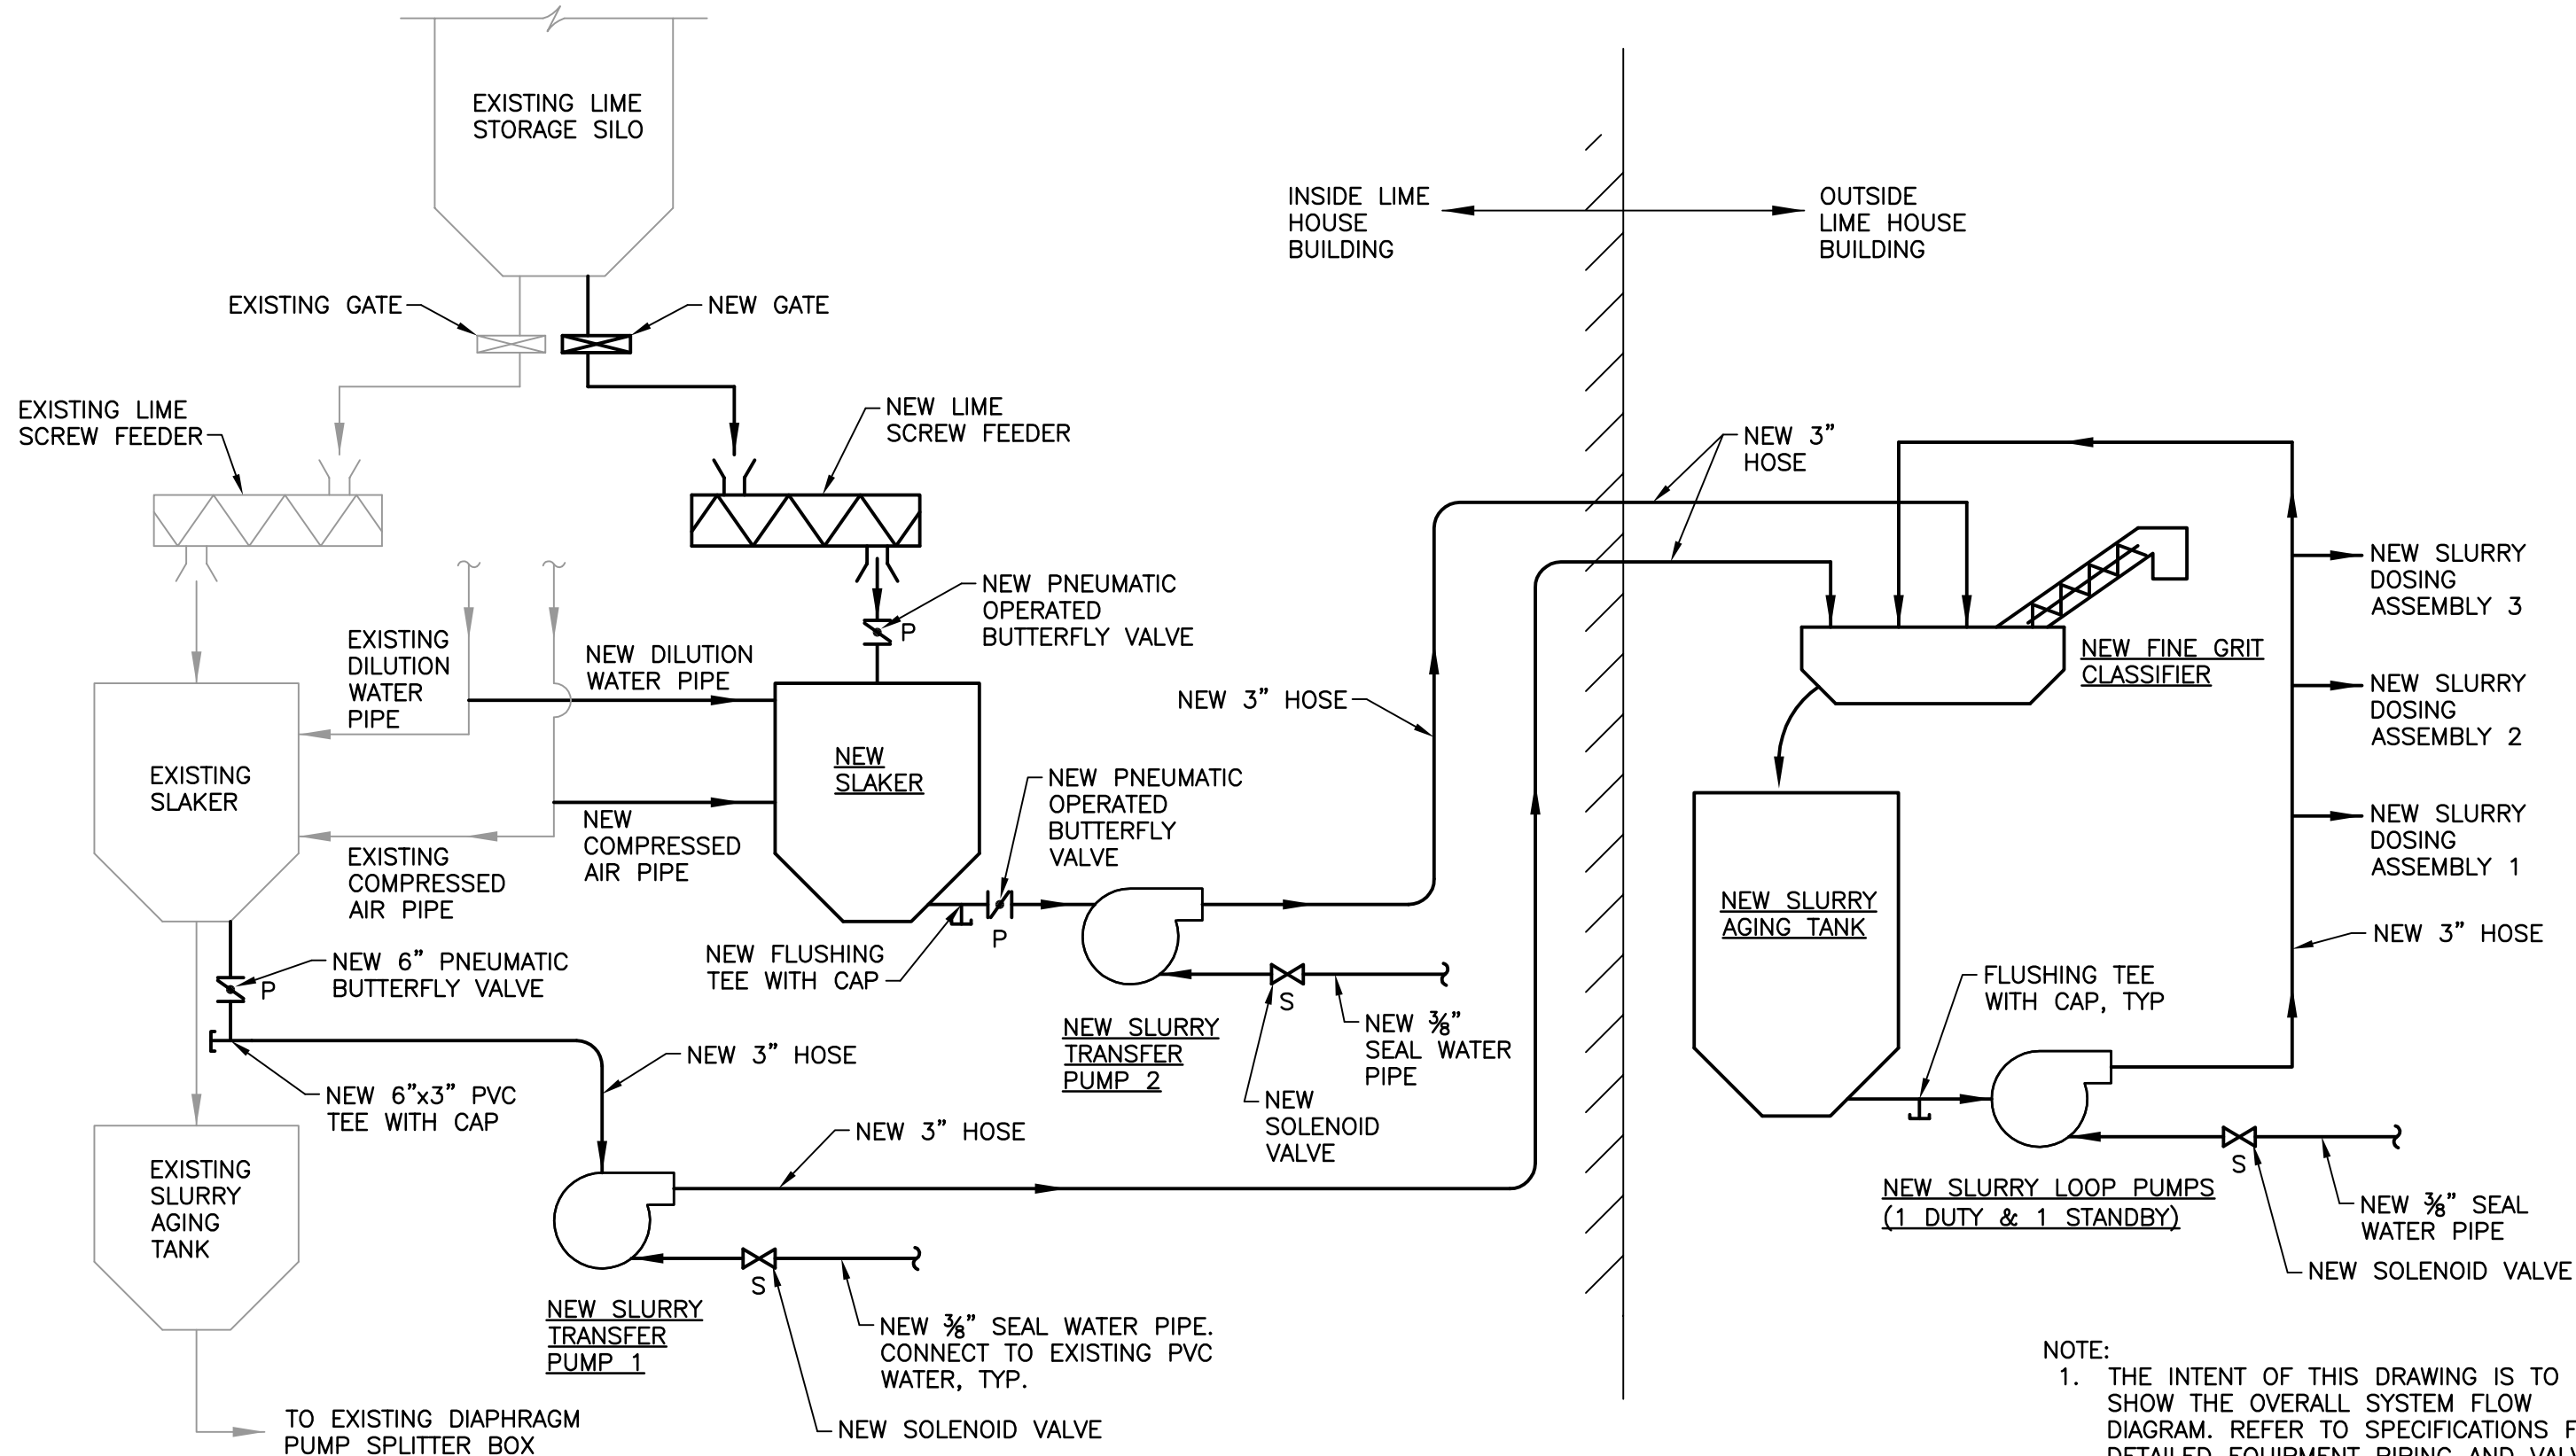 EXISTING LIME
STORAGE SILO
INSIDE LIME
HOUSE
BUILDING
OUTSIDE
LIME HOUSE
BUILDING
EXISTING GATE
NEW GATE
EXISTING LIME
SCREW FEEDER
NEW LIME
SCREW FEEDER
NEW 3"
HOSE
NEW PNEUMATIC
OPERATED
BUTTERFLY VALVE
P
NEW SLURRY
DOSING
ASSEMBLY 3
EXISTING
DILUTION
WATER
PIPE
NEW DILUTION
WATER PIPE
NEW FINE GRIT
CLASSIFIER
NEW SLURRY
DOSING
ASSEMBLY 2
NEW 3" HOSE
EXISTING
SLAKER
NEW
SLAKER
NEW PNEUMATIC
OPERATED
BUTTERFLY
VALVE
P
NEW
COMPRESSED
AIR PIPE
EXISTING
COMPRESSED
AIR PIPE
NEW SLURRY
DOSING
ASSEMBLY 1
NEW SLURRY
AGING TANK
NEW 3" HOSE
NEW FLUSHING
TEE WITH CAP
NEW 6" PNEUMATIC
BUTTERFLY VALVE
P
FLUSHING TEE
WITH CAP, TYP
S
NEW SLURRY
TRANSFER
PUMP 2
NEW ⅜"
SEAL WATER
PIPE
NEW
SOLENOID
VALVE
NEW 3" HOSE
NEW 6"x3" PVC
TEE WITH CAP
NEW 3" HOSE
EXISTING
SLURRY
AGING
TANK
S
NEW SLURRY LOOP PUMPS
(1 DUTY & 1 STANDBY)
NEW ⅜" SEAL
WATER PIPE
NEW SOLENOID VALVE
S
NEW SLURRY
TRANSFER
PUMP 1
NEW ⅜" SEAL WATER PIPE.
CONNECT TO EXISTING PVC
WATER, TYP.
NEW SOLENOID VALVE
TO EXISTING DIAPHRAGM
PUMP SPLITTER BOX
NOTE:
1. THE INTENT OF THIS DRAWING IS TO
SHOW THE OVERALL SYSTEM FLOW
DIAGRAM. REFER TO SPECIFICATIONS
DETAILED EQUIPMENT PIPING AND